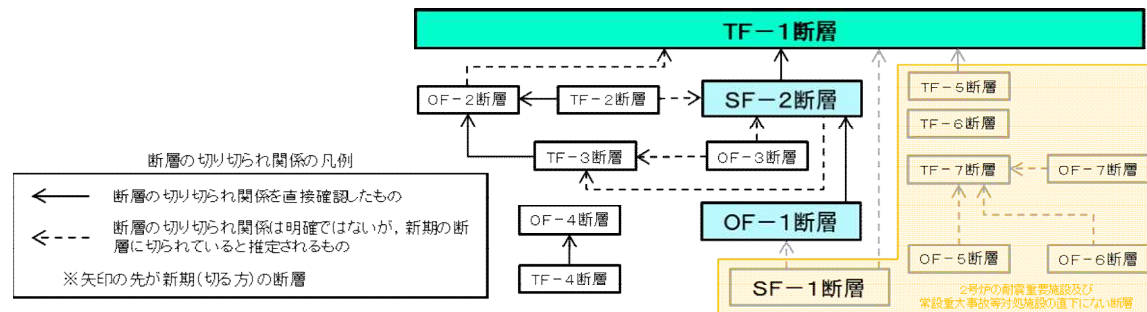 TF－1断層
OF－2断層
TF－2断層
SF－2断層
TF－5断層
TF－6断層
TF－3断層
OF－3断層
TF－7断層
OF－7断層
OF－4断層
OF－1断層
TF－4断層
SF－1断層
OF－5断層
OF－6断層
2号炉の耐震重要施設及び
常設重大事故等対処施設の直下にない断層
断層の切り切られ関係の凡例
断層の切り切られ関係を直接確認したもの
断層の切り切られ関係は明確ではないが，新期の断
層に切られていると推定されるもの
※矢印の先が新期（切る方）の断層